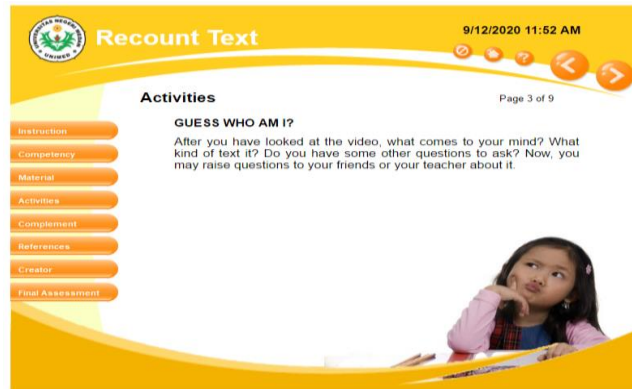 Recount Text
9/12/2020 11:52 AM
Activities
Page 3 of 9
GUESS WHO AM I?
After you have looked at the video, what comes to your mind? What
kind of text it? Do you have some other questions to ask? Now, you
may raise questions to your friends or your teacher about it.
Instruction
Competency
Material
Activities
Complement
References
Creator
Final Assessment
UNIMED